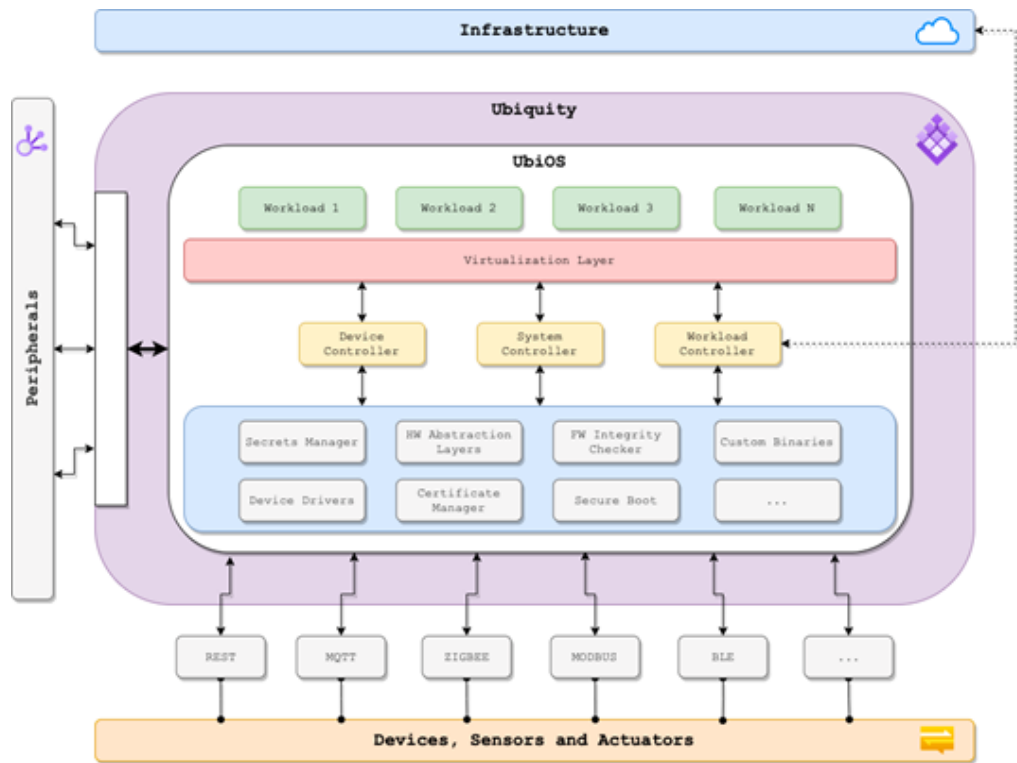 Infrastructure
Ubiquity
UbiOS
Workload 1
Workload 2
Workload 3
Workload N
Virtualization Layer
Device
Controller
System
Controller
Workload
Controller
Peripherals
Secrets Manager
HW Abstraction
Layers
FW Integrity
Checker
Custom Binaries
Device Drivers
Certificate
Manager
Secure Boot
...
REST
MQTT
ZIGBEE
MODBUS
BLE
...
Devices, Sensors and Actuators